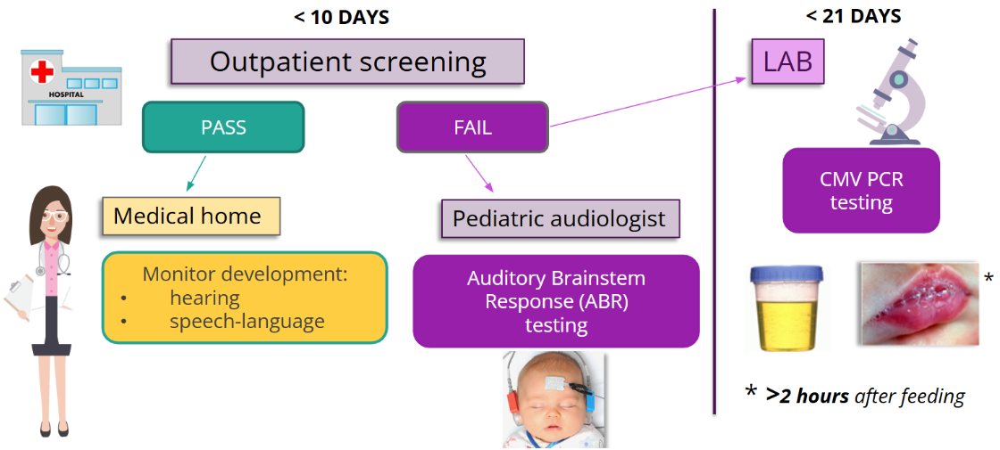 < 10 DAYS
< 21 DAYS
Outpatient screening
LAB
HOSPITAL
PASS
FAIL
CMV PCR
testing
Medical home
Pediatric audiologist
Monitor development:
• hearing
• speech-language
Auditory Brainstem
Response (ABR)
testing
*
* >2 hours after feeding